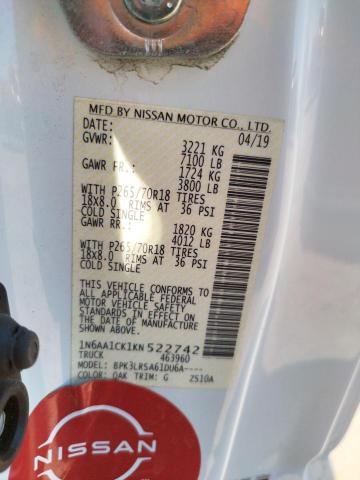 MFD BY NISSAN MOTOR CO., LTD.
DATE: 04/19
GVWR: 3221 KG
7100 LB
GAWR FR.: 1724 KG
3800 LB
WITH P265/70R18 TIRES
18x8.0 RIMS AT 36 PSI
COLD SINGLE
GAWR RR.: 1820 KG
4012 LB
WITH P265/70R18 TIRES
18x8.0 RIMS AT 36 PSI
COLD SINGLE
THIS VEHICLE CONFORMS
TO ALL APPLICABLE U.S. FEDERAL
MOTOR VEHICLE SAFETY
STANDARDS IN EFFECT ON
THE DATE OF MANUFACTURE
SHOWN ABOVE
1N6AA1CK1KN522742
TRUCK 463960
MODEL: BPK3LRSA61DU6A----
COLOR: QAK TRIM: G ZS10A
NISSAN